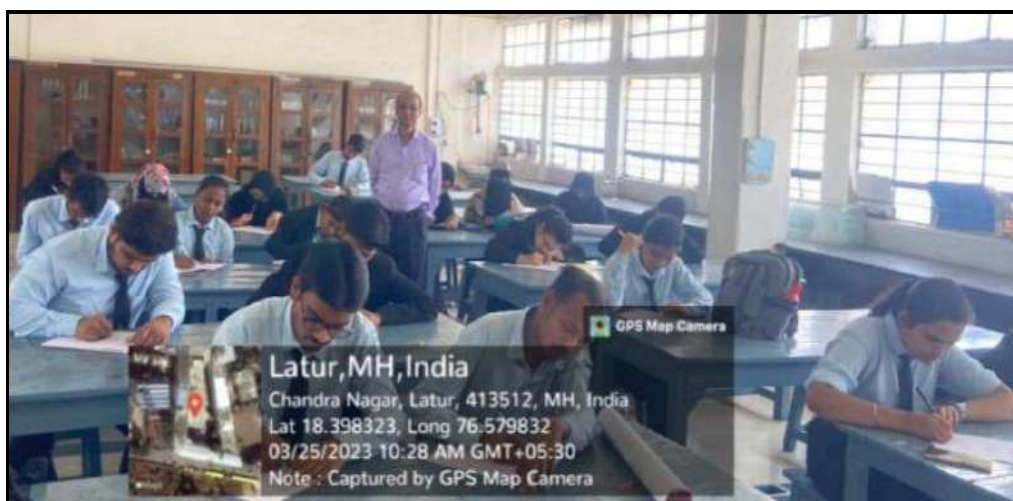 GPS Map Camera
Latur,MH,India
Chandra Nagar, Latur, 413512, MH, India
Lat 18.398323, Long 76.579832
03/25/2023 10:28 AM GMT+05:30
Note : Captured by GPS Map Camera